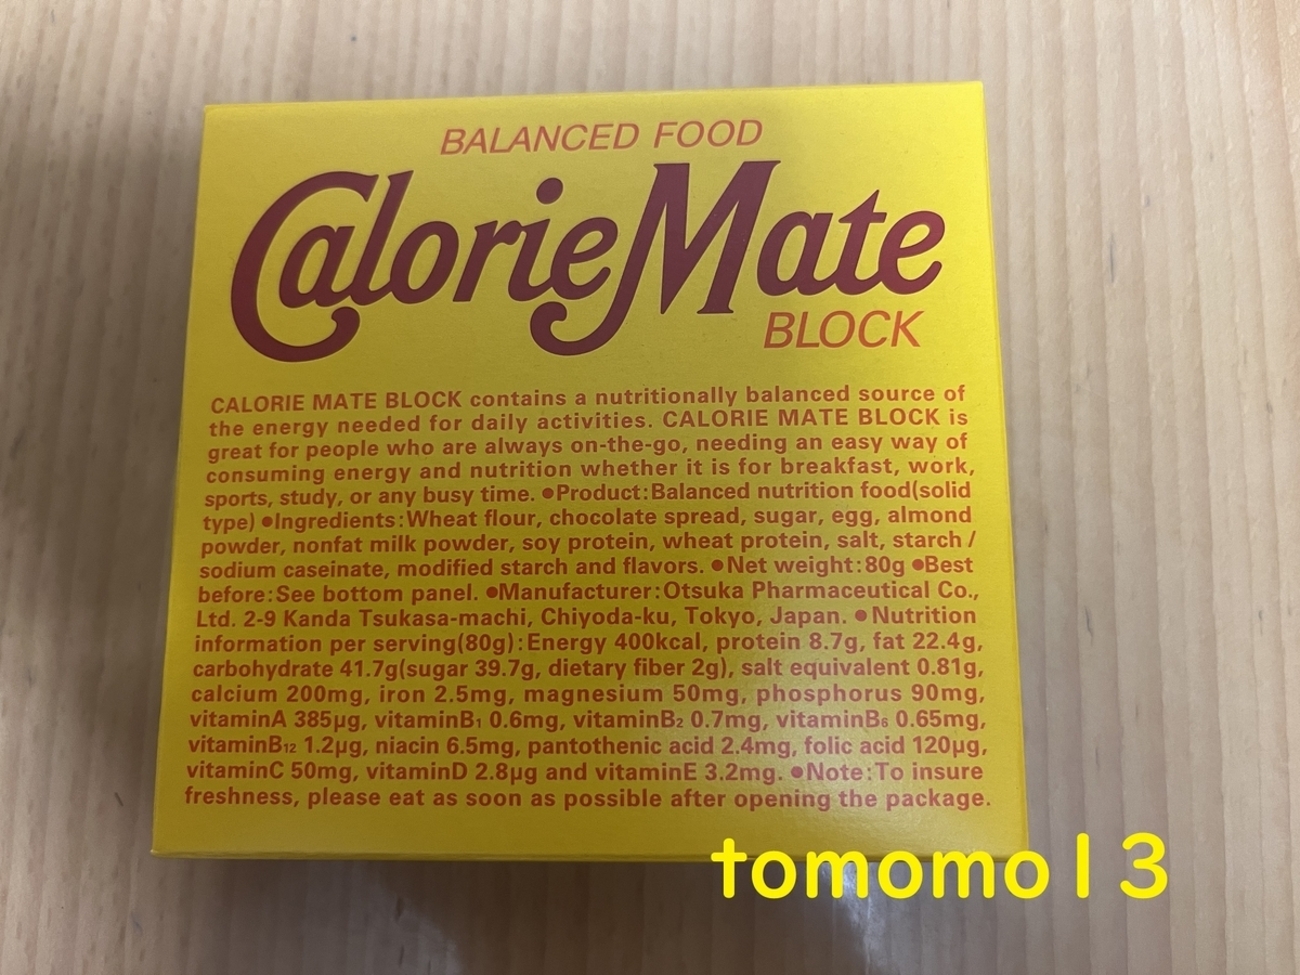 BALANCED FOOD
CalorieMate
BLOCK
CALORIE MATE BLOCK contains a nutritionally balanced source of
the energy needed for daily activities. CALORIE MATE BLOCK is
great for people who are always on-the-go, needing an easy way of
consuming energy and nutrition whether it is for breakfast, work,
sports, study, or any busy time. ●Product:Balanced nutrition food(solid
type) ●Ingredients:Wheat flour, chocolate spread, sugar, egg, almond
powder, nonfat milk powder, soy protein, wheat protein, salt, starch /
sodium caseinate, modified starch and flavors. ●Net weight:80g ●Best
before:See bottom panel. ●Manufacturer:Otsuka Pharmaceutical Co.,
Ltd. 2-9 Kanda Tsukasa-machi, Chiyoda-ku, Tokyo, Japan. ●Nutrition
information per serving(80g):Energy 400kcal, protein 8.7g, fat 22.4g,
carbohydrate 41.7g(sugar 39.7g, dietary fiber 2g), salt equivalent 0.81g,
calcium 200mg, iron 2.5mg, magnesium 50mg, phosphorus 90mg,
vitaminA 385μg, vitaminB₁ 0.6mg, vitaminB₂ 0.7mg, vitaminB₆ 0.65mg,
vitaminB₁₂ 1.2μg, niacin 6.5mg, pantothenic acid 2.4mg, folic acid 120μg,
vitaminC 50mg, vitaminD 2.8μg and vitaminE 3.2mg. ●Note:To insure
freshness, please eat as soon as possible after opening the package.
tomomo13